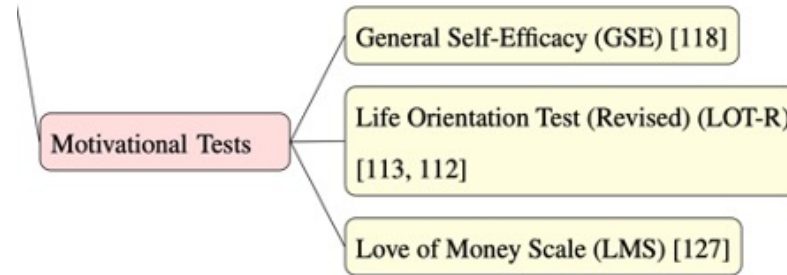 General Self-Efficacy (GSE) [118]
Motivational Tests
Life Orientation Test (Revised) (LOT-R)
[113, 112]
Love of Money Scale (LMS) [127]